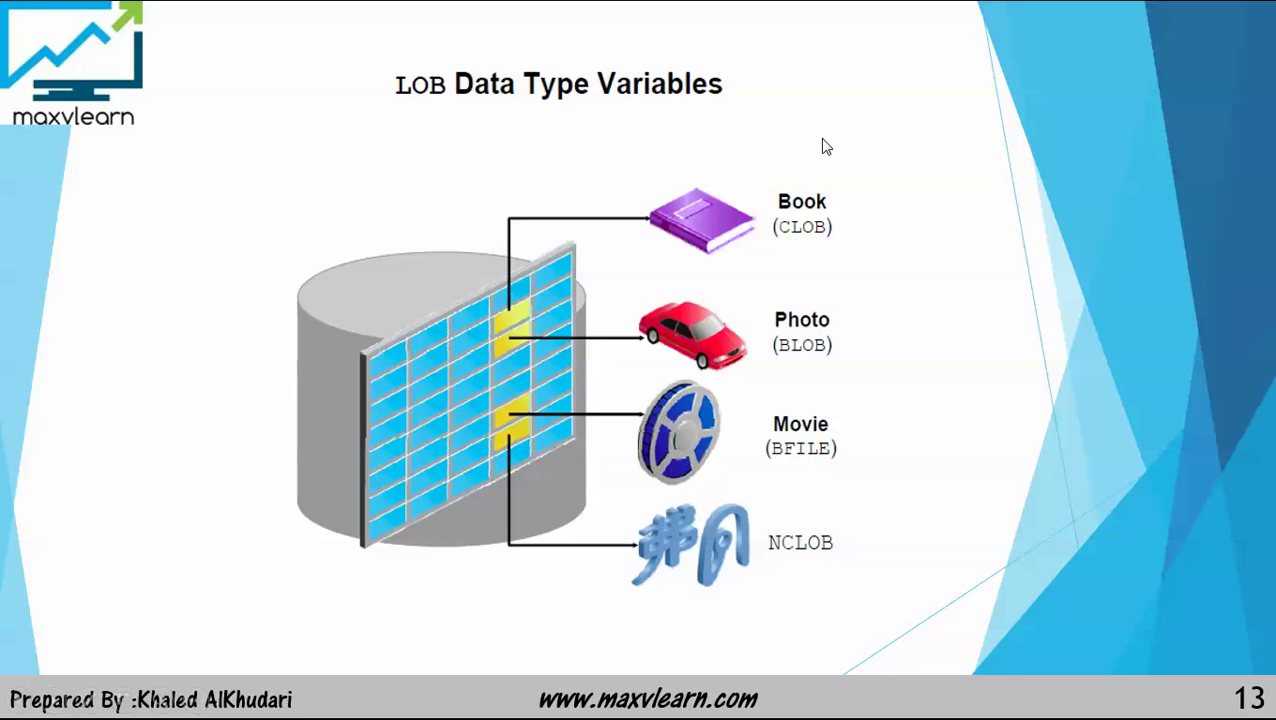 maxvlearn
LOB Data Type Variables
Book
(CLOB)
Photo
(BLOB)
Movie
(BFILE)
NCLOB
Prepared By :Khaled AlKhudari
www.maxvlearn.com
13